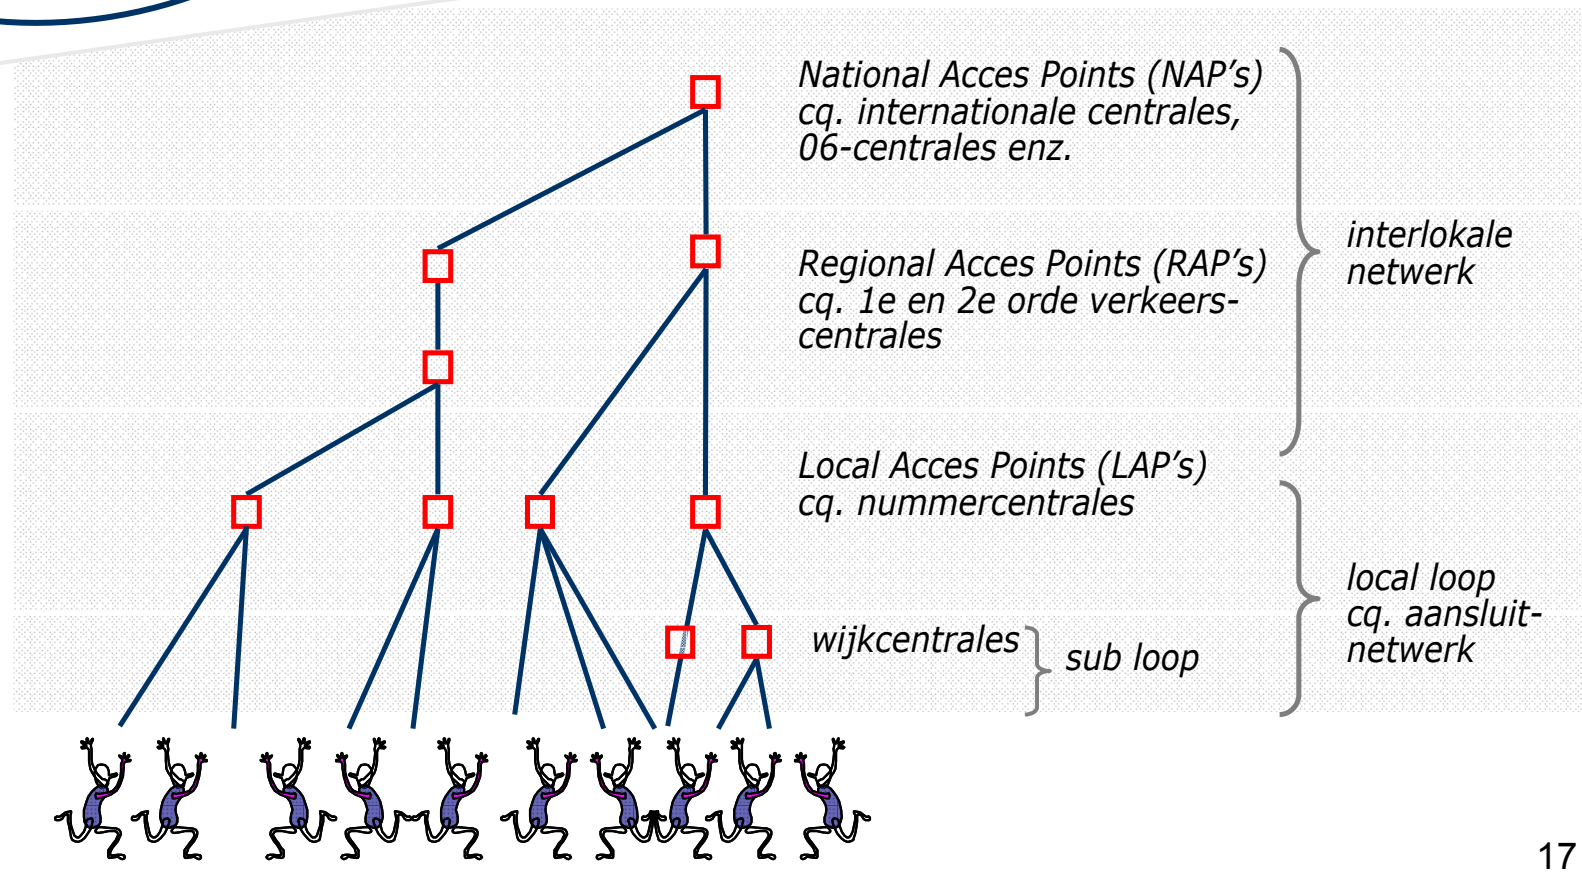 National Acces Points (NAP's)
cq. internationale centrales,
06-centrales enz.
interlokale
netwerk
Regional Acces Points (RAP's)
cq. 1e en 2e orde verkeers-
centrales
Local Acces Points (LAP's)
cq. nummercentrales
local loop
cq. aansluit-
netwerk
wijkcentrales
sub loop
17